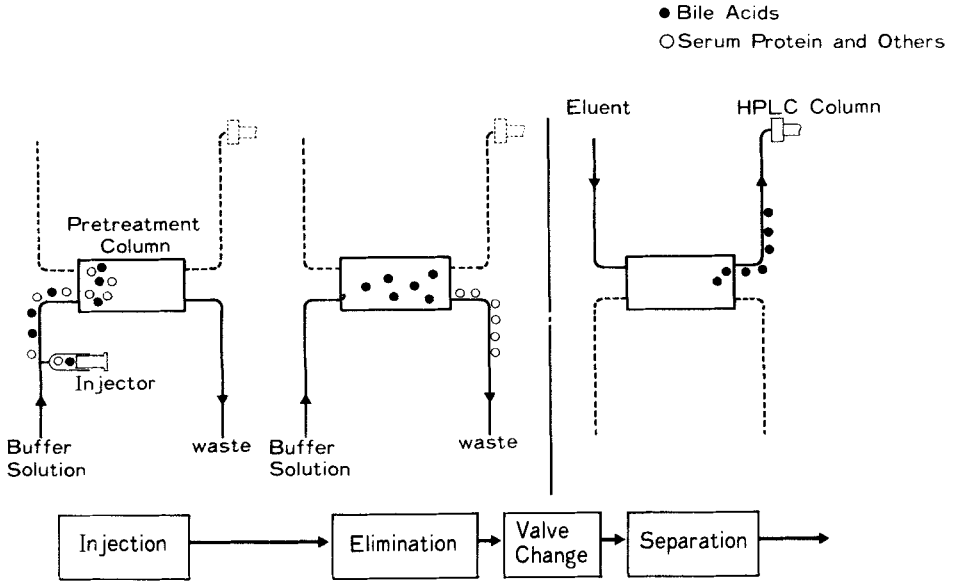 ● Bile Acids
○ Serum Protein and Others
Eluent
HPLC Column
Pretreatment
Column
Injector
Buffer
Solution
waste
Buffer
Solution
waste
Injection
Elimination
Valve
Change
Separation